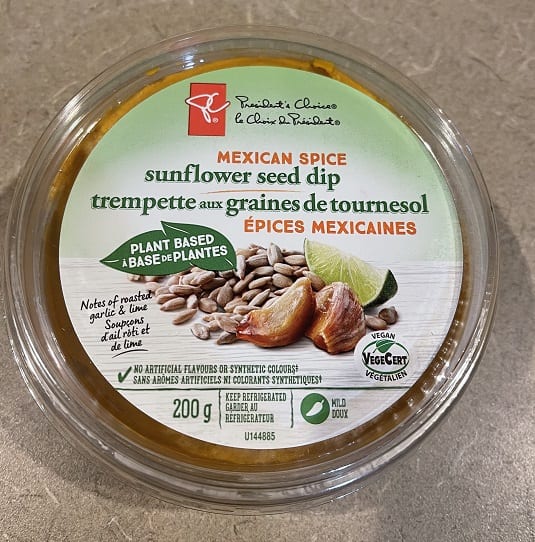 PC®
President's Choice®
le Choix du Président®
MEXICAN SPICE
sunflower seed dip
trempette aux graines de tournesol
ÉPICES MEXICAINES
PLANT BASED
À BASE DE PLANTES
Notes of roasted
garlic & lime
Soupçons
d'ail rôti et
de lime
VEGAN
VEGECERT
VÉGÉTALIEN
NO ARTIFICIAL FLAVOURS OR SYNTHETIC COLOURS‡
SANS ARÔMES ARTIFICIELS NI COLORANTS SYNTHÉTIQUES‡
200 g
KEEP REFRIGERATED
GARDER AU
RÉFRIGÉRATEUR
MILD
DOUX
U144885